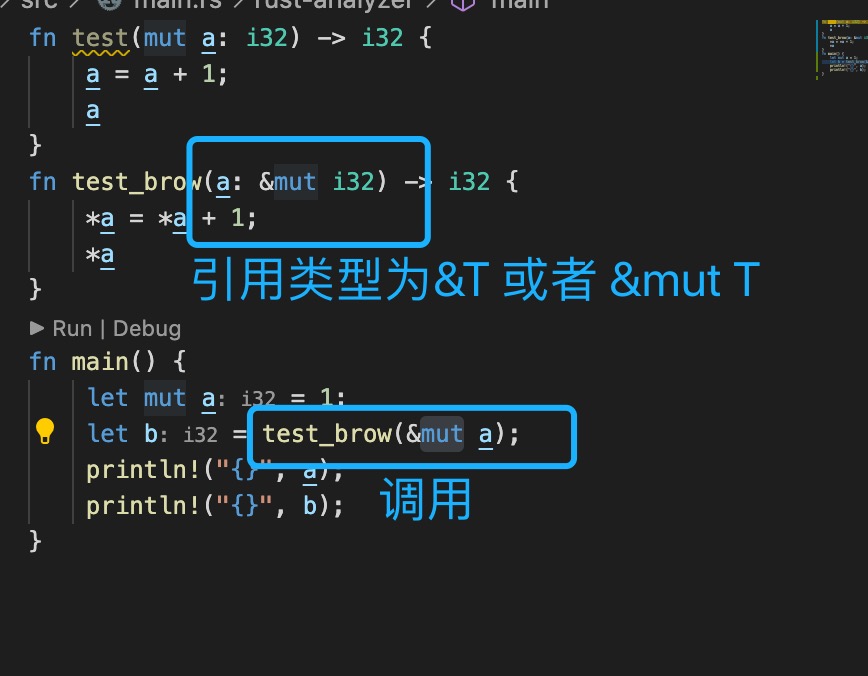 src > main.rs > rust-analyzer > main
fn test(mut a: i32) -> i32 {
a = a + 1;
a
}
fn test_brow(a: &mut i32) -> i32 {
*a = *a + 1;
*a
引用类型为&T 或者 &mut T
}
▶ Run | Debug
fn main() {
let mut a: i32 = 1;
let b: i32 = test_brow(&mut a);
println!("{}", a);
println!("{}", b);
调用
}